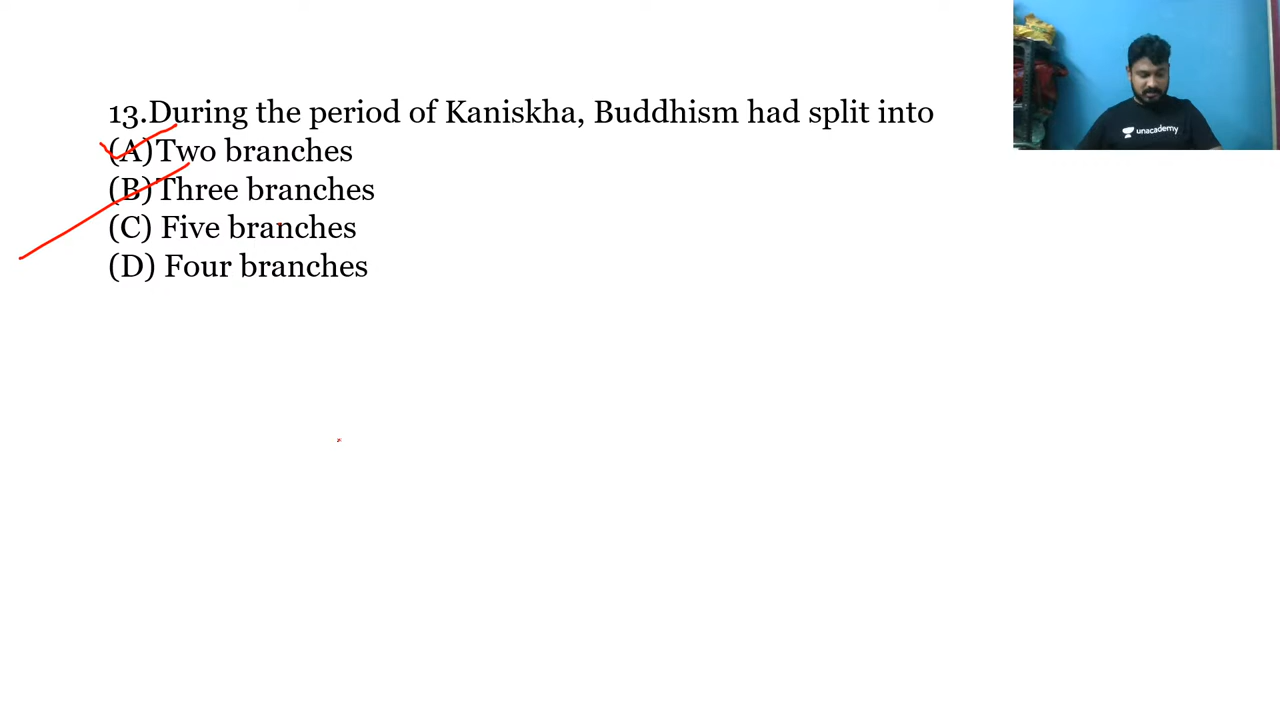 13.During the period of Kaniskha, Buddhism had split into
(A)Two branches
(B)Three branches
(C) Five branches
(D) Four branches
unacademy